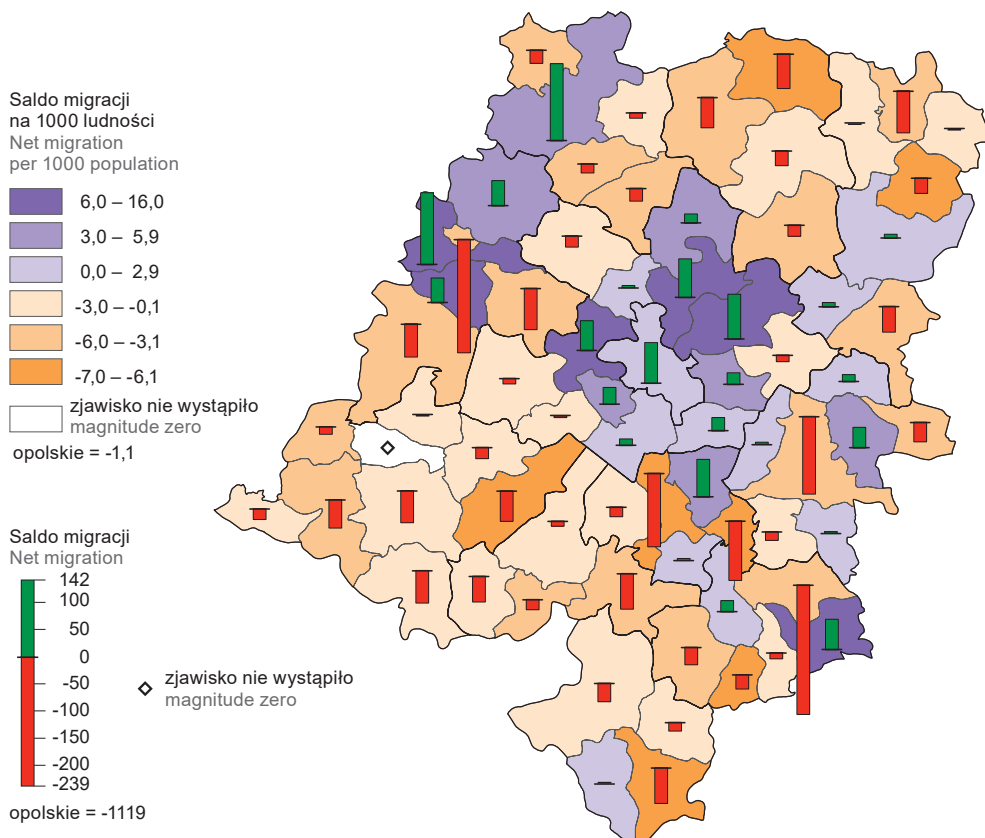 Saldo migracji
na 1000 ludności
Net migration
per 1000 population
6,0 – 16,0
3,0 – 5,9
0,0 – 2,9
-3,0 – -0,1
-6,0 – -3,1
-7,0 – -6,1
zjawisko nie wystąpiło
magnitude zero
opolskie = -1,1
Saldo migracji
Net migration
142
100
50
0
-50
-100
-150
-200
-239
zjawisko nie wystąpiło
magnitude zero
opolskie = -1119